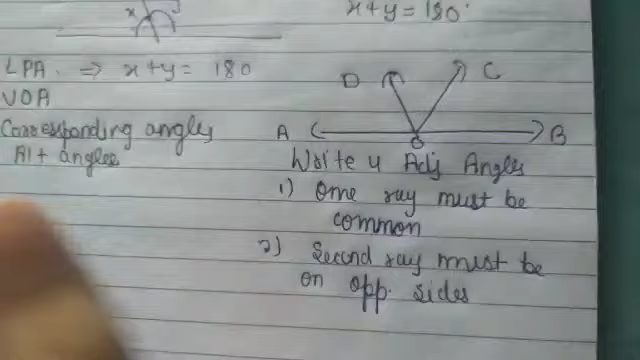 x y
x+y = 180°
LPA. ⇒ x+y = 180
VOA
Corresponding angles
Alt angles
D C
A O B
Write 4 Adj Angles
1) One ray must be
common
2) Second ray must be
on opp. sides